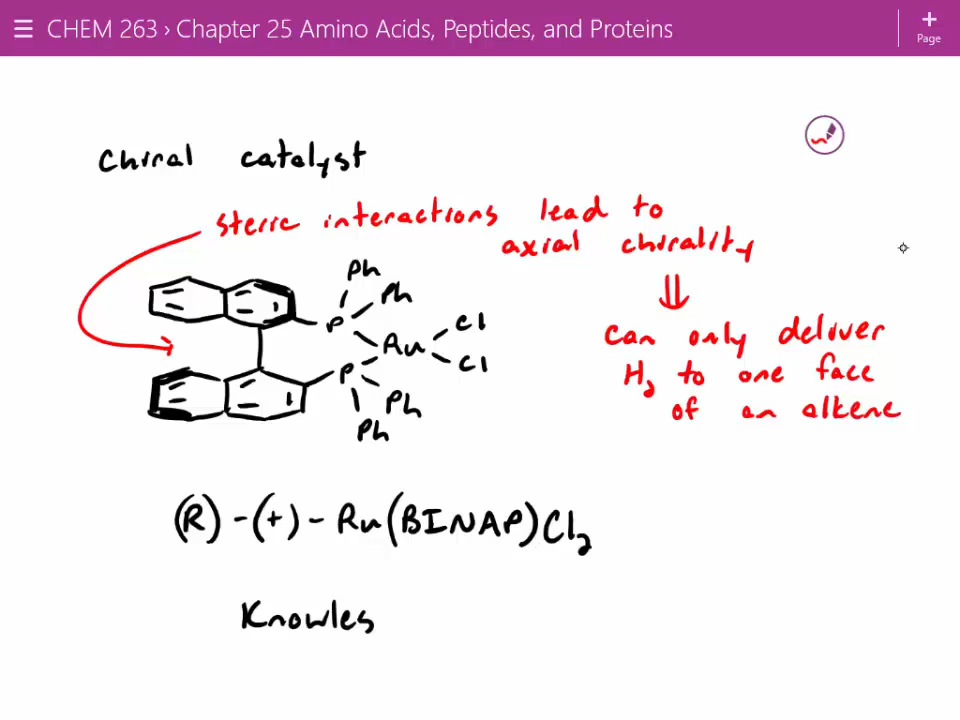 CHEM 263 › Chapter 25 Amino Acids, Peptides, and Proteins
Page
Chiral catalyst
steric interactions lead to
axial chirality
Can only deliver
H₂ to one face
of an alkene
Ph
Ph
P
Ru
Cl
Cl
P
Ph
Ph
(R)-(+)-Ru(BINAP)Cl₂
Knowles